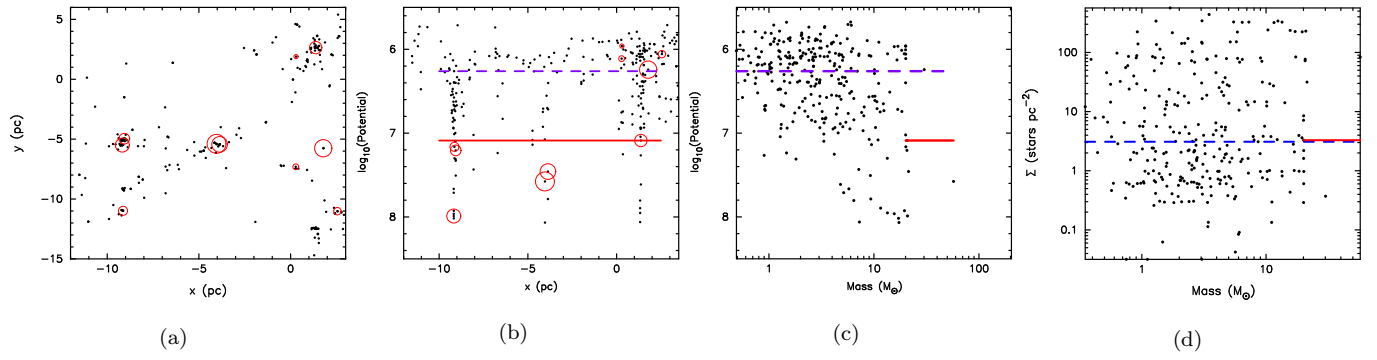 5
0
−5
−10
−15
y (pc)
−10 −5 0
x (pc)
(a)
6
7
8
log₁₀(Potential)
−10 −5 0
x (pc)
(b)
6
7
8
log₁₀(Potential)
1 10 100
Mass (M⊙)
(c)
100
10
1
0.1
Σ (stars pc⁻²)
1 10
Mass (M⊙)
(d)